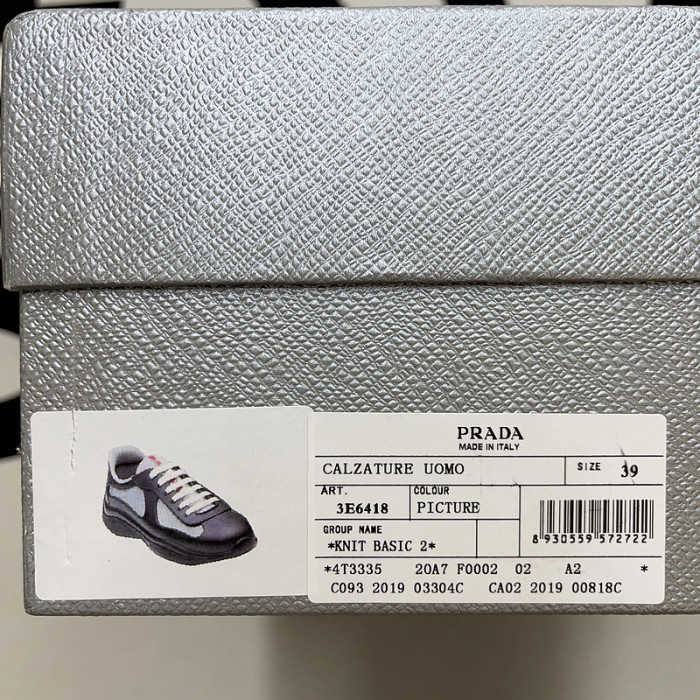 PRADA
MADE IN ITALY
CALZATURE UOMO SIZE 39
ART. COLOUR
3E6418 PICTURE
GROUP NAME
*KNIT BASIC 2*
8 930559 572722
*4T3335 20A7 F0002 02 A2 *
C093 2019 03304C CA02 2019 00818C